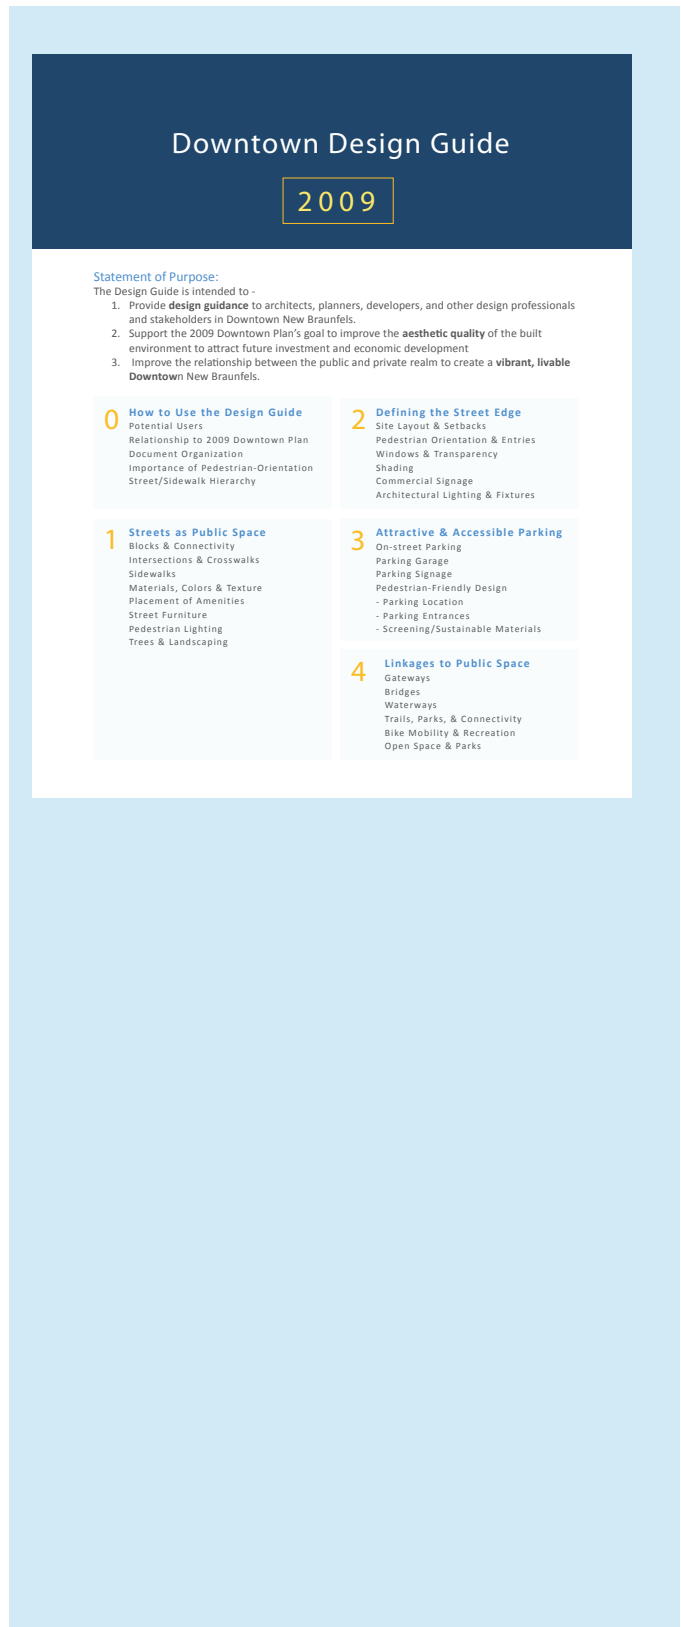 Downtown Design Guide
2009
Statement of Purpose:
The Design Guide is intended to -
1. Provide design guidance to architects, planners, developers, and other design professionals
and stakeholders in Downtown New Braunfels.
2. Support the 2009 Downtown Plan's goal to improve the aesthetic quality of the built
environment to attract future investment and economic development
3. Improve the relationship between the public and private realm to create a vibrant, livable
Downtown New Braunfels.
0 How to Use the Design Guide
Potential Users
Relationship to 2009 Downtown Plan
Document Organization
Importance of Pedestrian-Orientation
Street/Sidewalk Hierarchy
1 Streets as Public Space
Blocks & Connectivity
Intersections & Crosswalks
Sidewalks
Materials, Colors & Texture
Placement of Amenities
Street Furniture
Pedestrian Lighting
Trees & Landscaping
2 Defining the Street Edge
Site Layout & Setbacks
Pedestrian Orientation & Entries
Windows & Transparency
Shading
Commercial Signage
Architectural Lighting & Fixtures
3 Attractive & Accessible Parking
On-street Parking
Parking Garage
Parking Signage
Pedestrian-Friendly Design
- Parking Location
- Parking Entrances
- Screening/Sustainable Materials
4 Linkages to Public Space
Gateways
Bridges
Waterways
Trails, Parks, & Connectivity
Bike Mobility & Recreation
Open Space & Parks